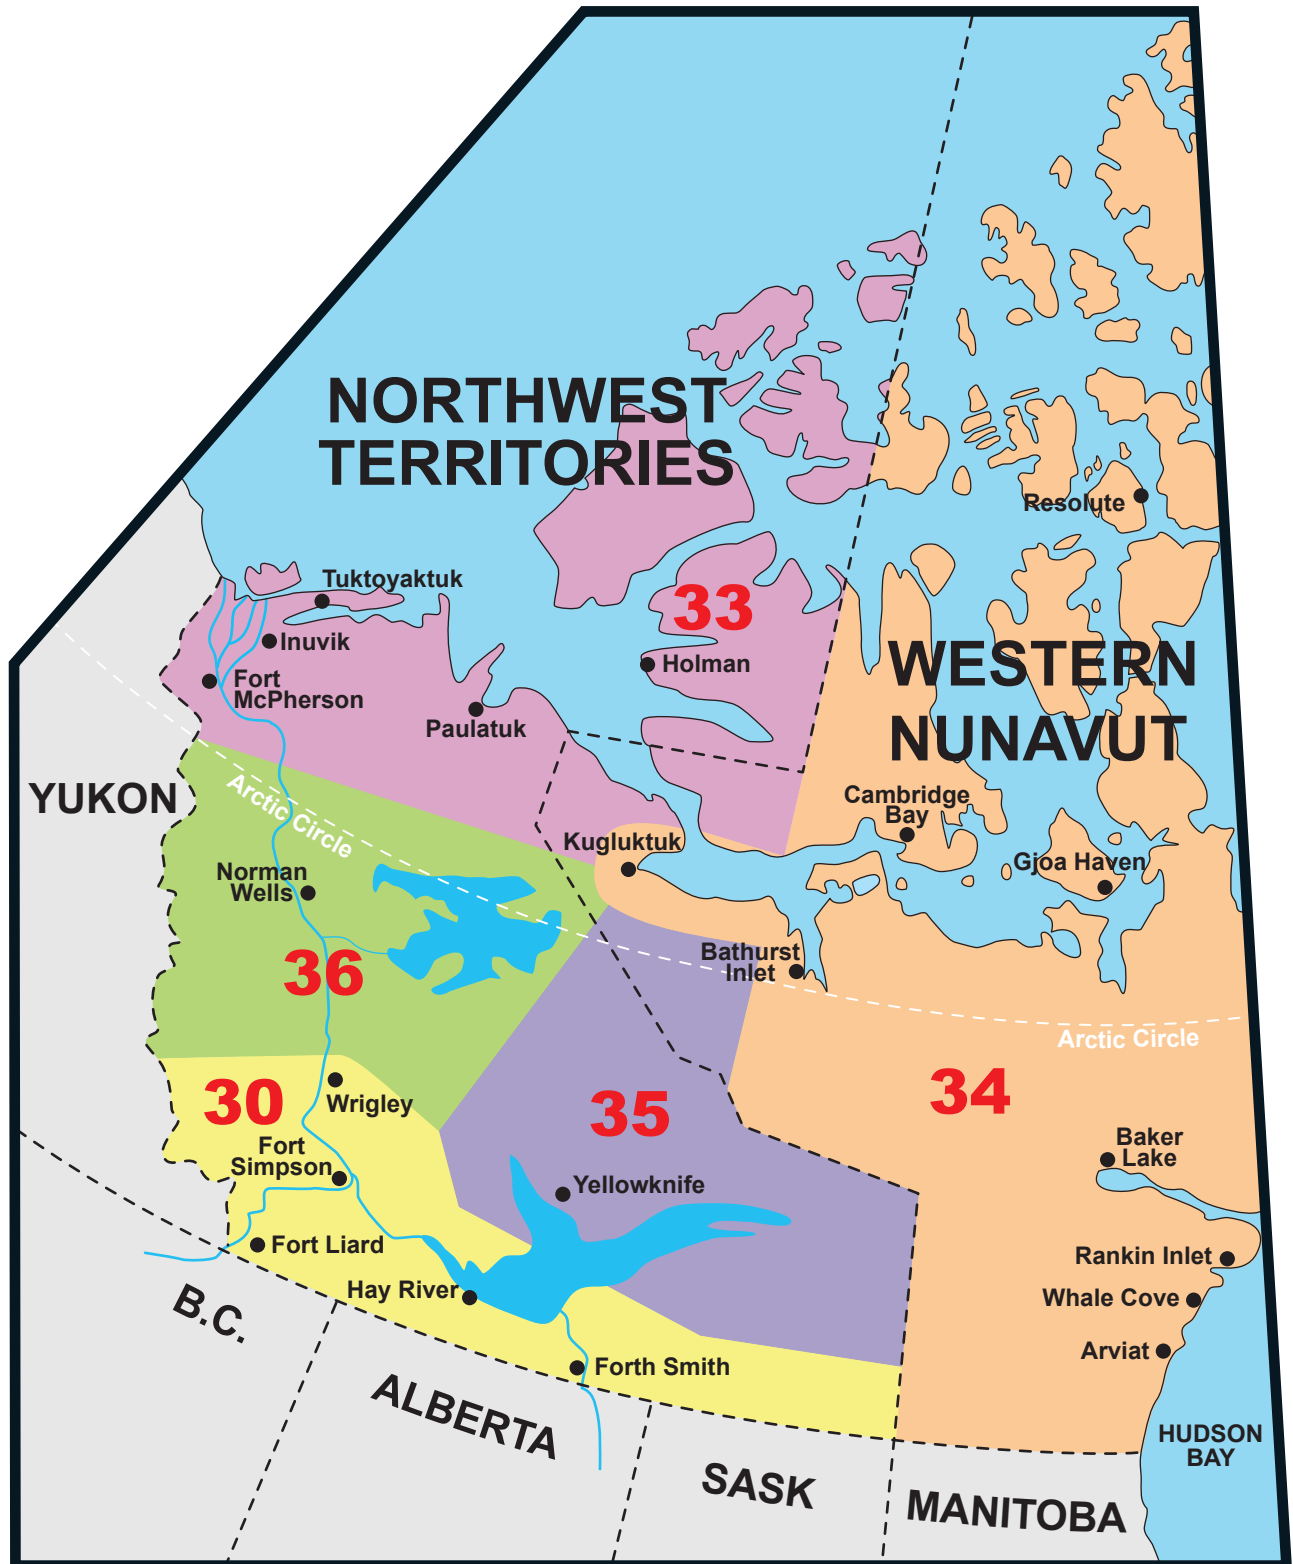 NORTHWEST
TERRITORIES
Resolute
Tuktoyaktuk
33
Inuvik
Holman
WESTERN
NUNAVUT
Fort
McPherson
Paulatuk
YUKON
Arctic Circle
Cambridge
Bay
Kugluktuk
Gjoa Haven
Norman
Wells
36
Bathurst
Inlet
Arctic Circle
30
Wrigley
35
34
Fort
Simpson
Baker
Lake
Yellowknife
Fort Liard
Rankin Inlet
Hay River
Whale Cove
B.C.
Arviat
Forth Smith
ALBERTA
HUDSON
BAY
SASK
MANITOBA